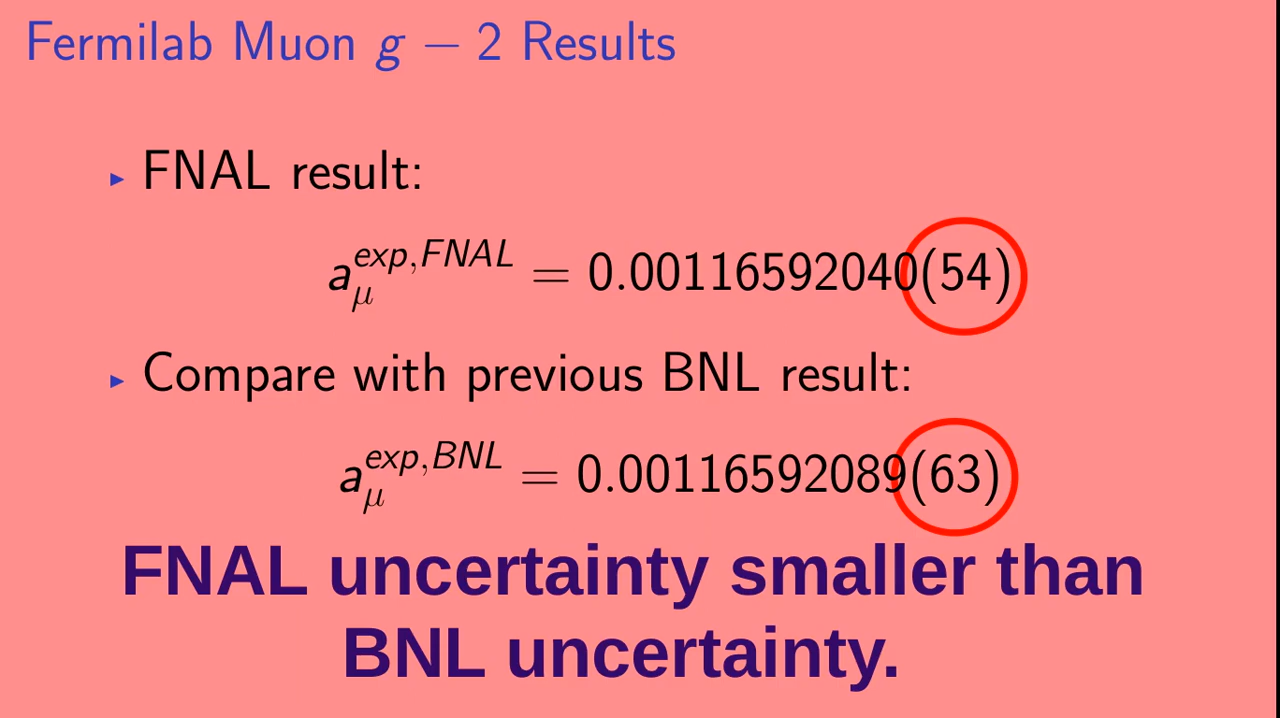 Fermilab Muon g − 2 Results
▸ FNAL result:
a_μ^{exp,FNAL} = 0.00116592040(54)
▸ Compare with previous BNL result:
a_μ^{exp,BNL} = 0.00116592089(63)
FNAL uncertainty smaller than
BNL uncertainty.